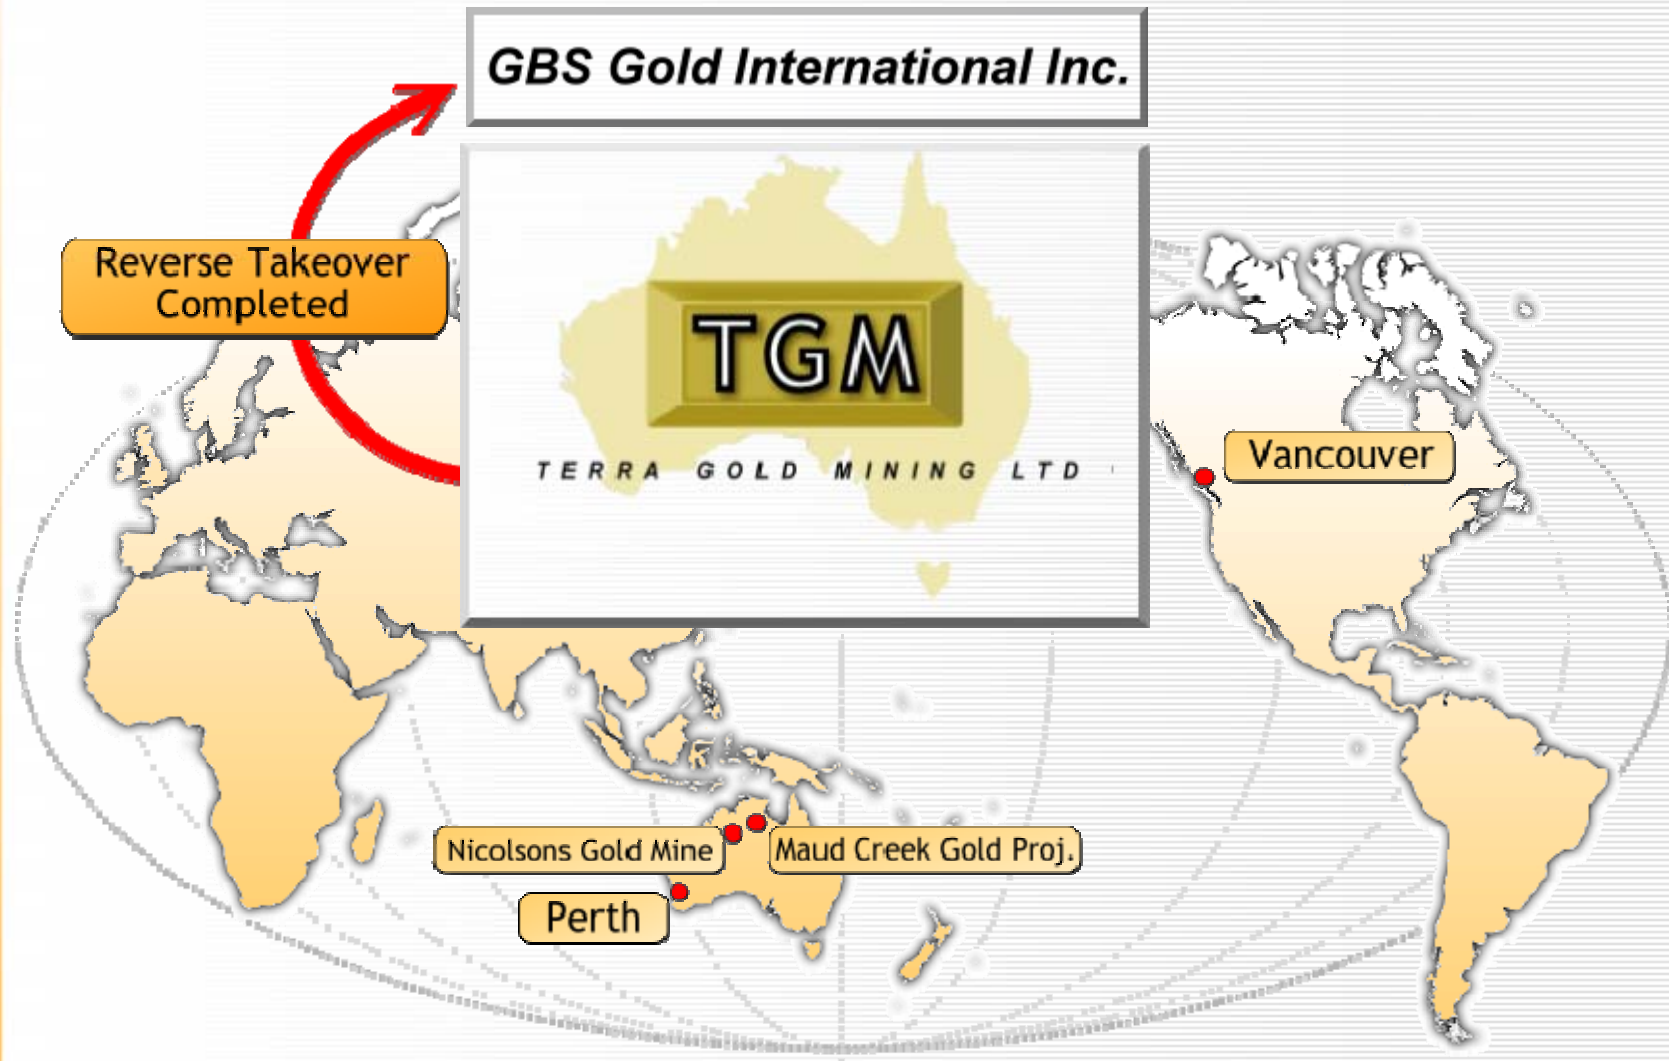 GBS Gold International Inc.
Reverse Takeover
Completed
TGM
TERRA GOLD MINING LTD
Vancouver
Nicolsons Gold Mine
Maud Creek Gold Proj.
Perth